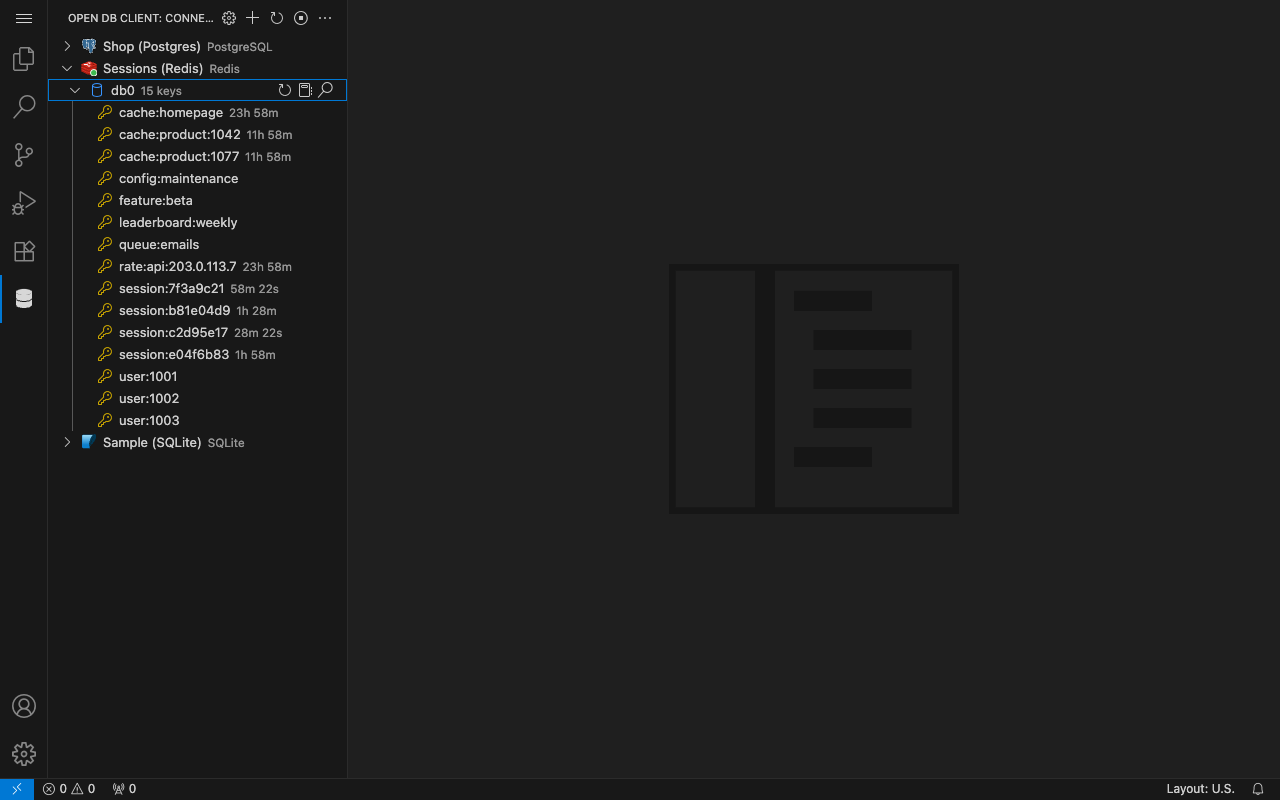 OPEN DB CLIENT: CONNE...
Shop (Postgres) PostgreSQL
Sessions (Redis) Redis
db0 15 keys
cache:homepage 23h 58m
cache:product:1042 11h 58m
cache:product:1077 11h 58m
config:maintenance
feature:beta
leaderboard:weekly
queue:emails
rate:api:203.0.113.7 23h 58m
session:7f3a9c21 58m 22s
session:b81e04d9 1h 28m
session:c2d95e17 28m 22s
session:e04f6b83 1h 58m
user:1001
user:1002
user:1003
Sample (SQLite) SQLite
0 0 0 Layout: U.S.